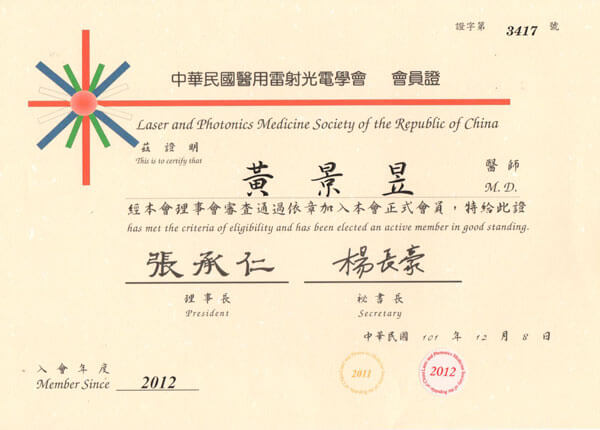 證字第 3417 號
中華民國醫用雷射光電學會 會員證
Laser and Photonics Medicine Society of the Republic of China
茲證明
This is to certify that
黃景昱 醫師
M.D.
經本會理事會審查通過依章加入本會正式會員，特給此證
has met the criteria of eligibility and has been elected an active member in good standing.
張承仁 楊長豪
理事長 秘書長
President Secretary
中華民國 101 年 12 月 8 日
入會年度
Member Since 2012
2011
2012